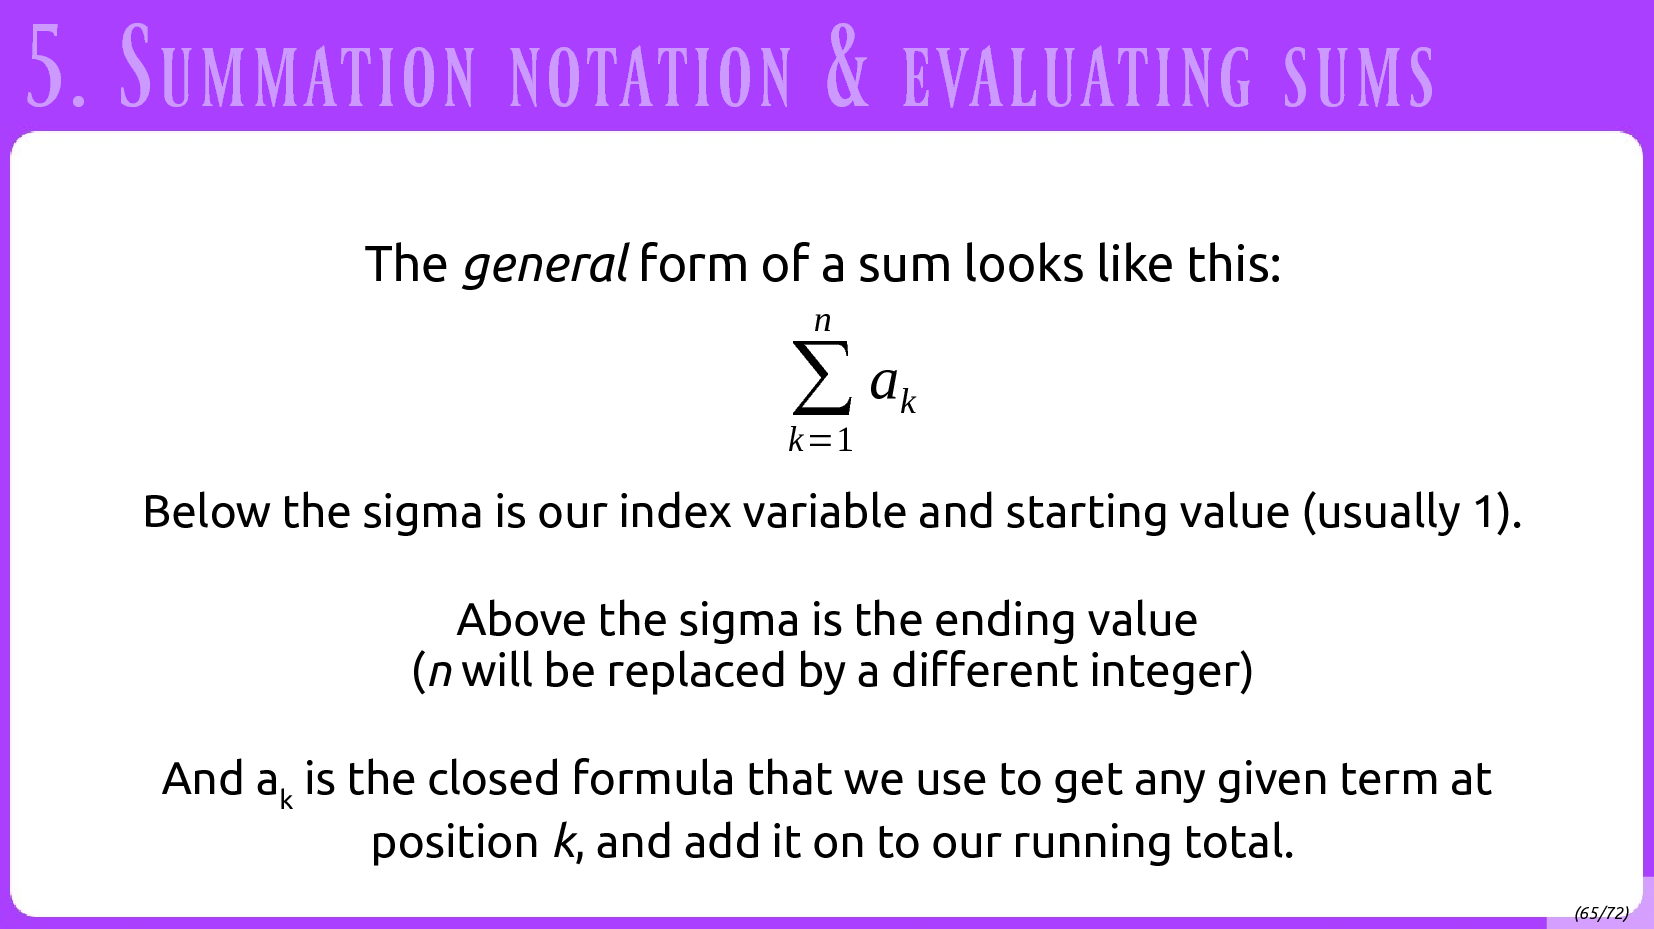 5. Summation notation & evaluating sums
The general form of a sum looks like this:
n
∑ aₖ
k=1
Below the sigma is our index variable and starting value (usually 1).
Above the sigma is the ending value
(n will be replaced by a different integer)
And aₖ is the closed formula that we use to get any given term at
position k, and add it on to our running total.
(65/72)